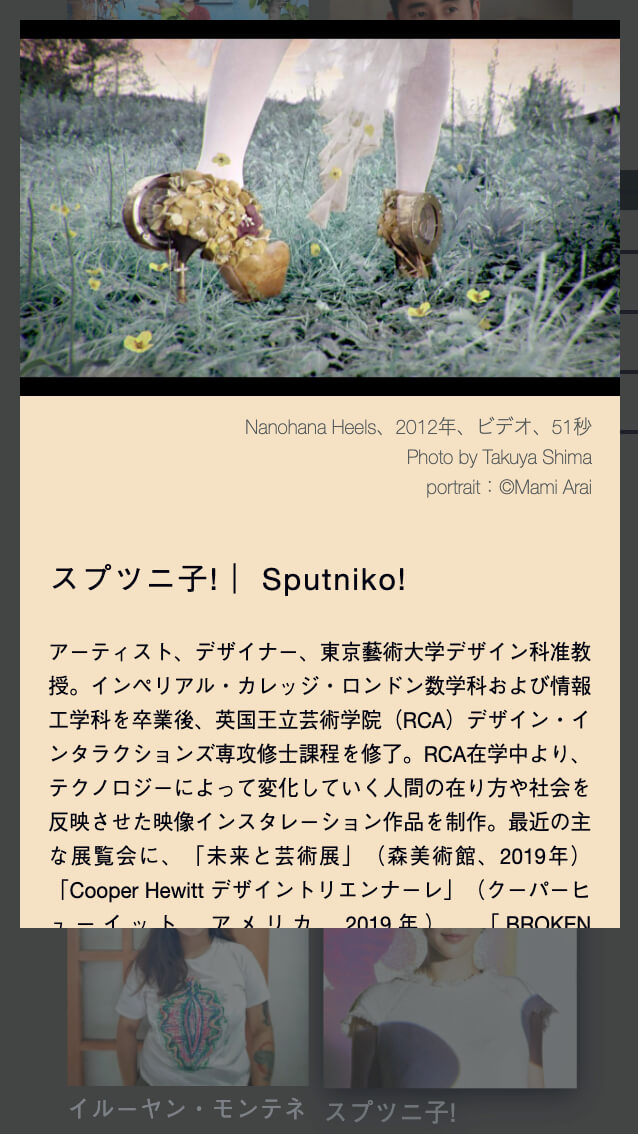 Nanohana Heels、2012年、ビデオ、51秒
Photo by Takuya Shima
portrait：©Mami Arai
スプツニ子!｜ Sputniko!
アーティスト、デザイナー、東京藝術大学デザイン科准教
授。インペリアル・カレッジ・ロンドン数学科および情報
工学科を卒業後、英国王立芸術学院（RCA）デザイン・イ
ンタラクションズ専攻修士課程を修了。RCA在学中より、
テクノロジーによって変化していく人間の在り方や社会を
反映させた映像インスタレーション作品を制作。最近の主
な展覧会に、「未来と芸術展」（森美術館、2019年）
「Cooper Hewitt デザイントリエンナーレ」（クーパーヒ
ューイット、アメリカ、2019年）、「BROKEN
イルーヤン・モンテネ
スプツニ子!